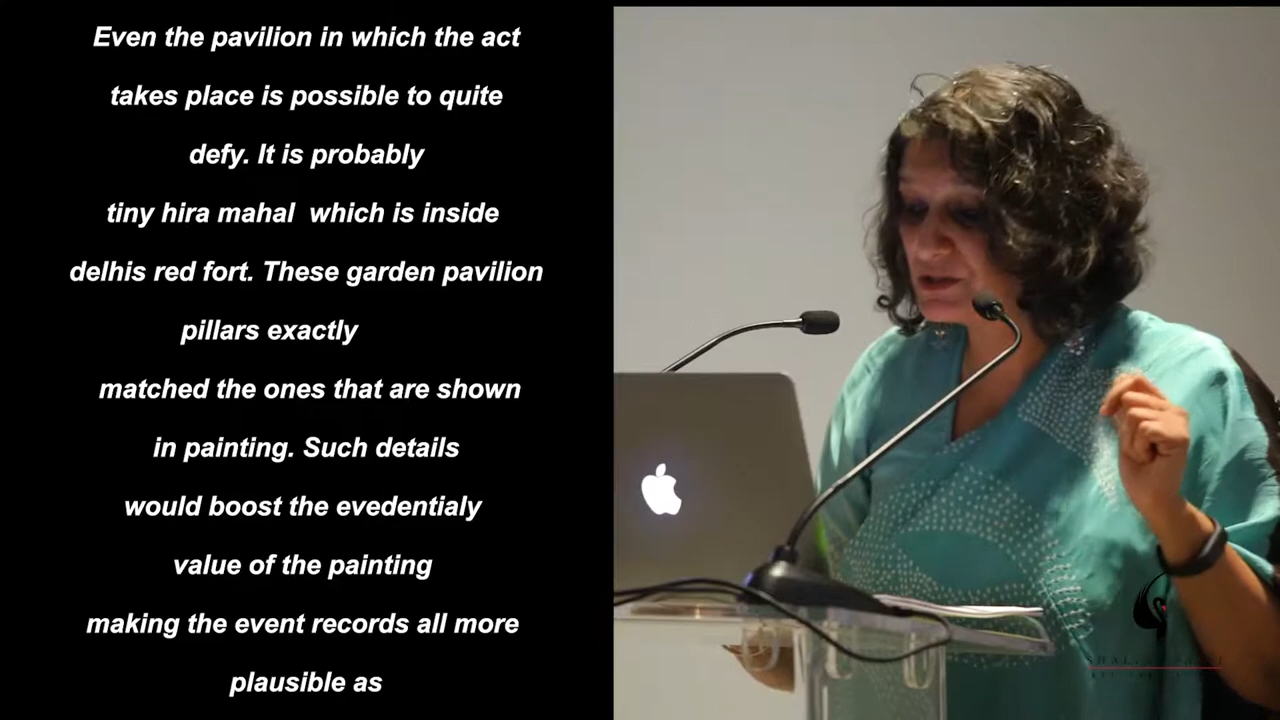 Even the pavilion in which the act
takes place is possible to quite
defy. It is probably
tiny hira mahal which is inside
delhis red fort. These garden pavilion
pillars exactly
matched the ones that are shown
in painting. Such details
would boost the evedentialy
value of the painting
making the event records all more
plausible as